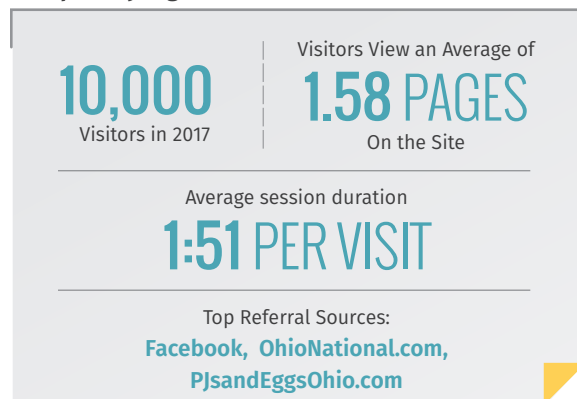 10,000
Visitors in 2017
Visitors View an Average of
1.58 PAGES
On the Site
Average session duration
1:51 PER VISIT
Top Referral Sources:
Facebook, OhioNational.com,
PJsandEggsOhio.com